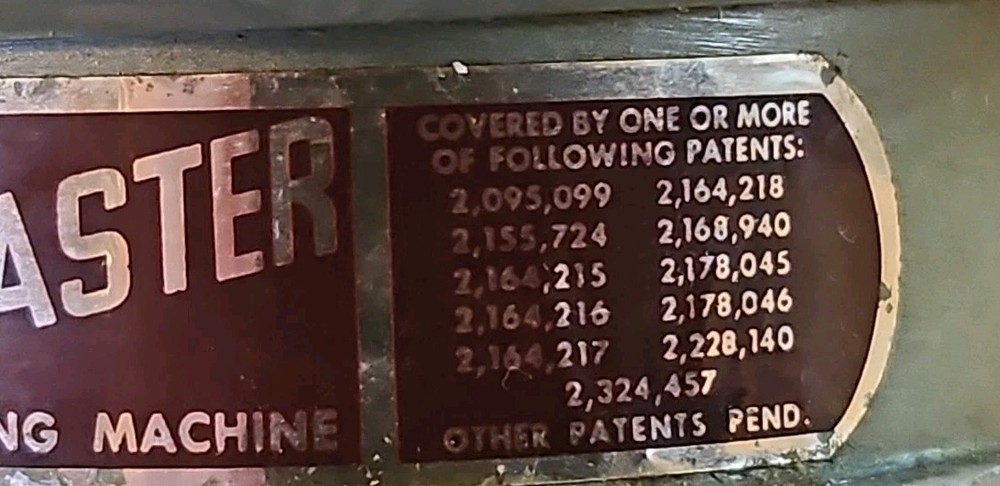 ASTER
NG MACHINE
COVERED BY ONE OR MORE
OF FOLLOWING PATENTS:
2,095,099 2,164,218
2,155,724 2,168,940
2,164,215 2,178,045
2,164,216 2,178,046
2,164,217 2,228,140
2,324,457
OTHER PATENTS PEND.